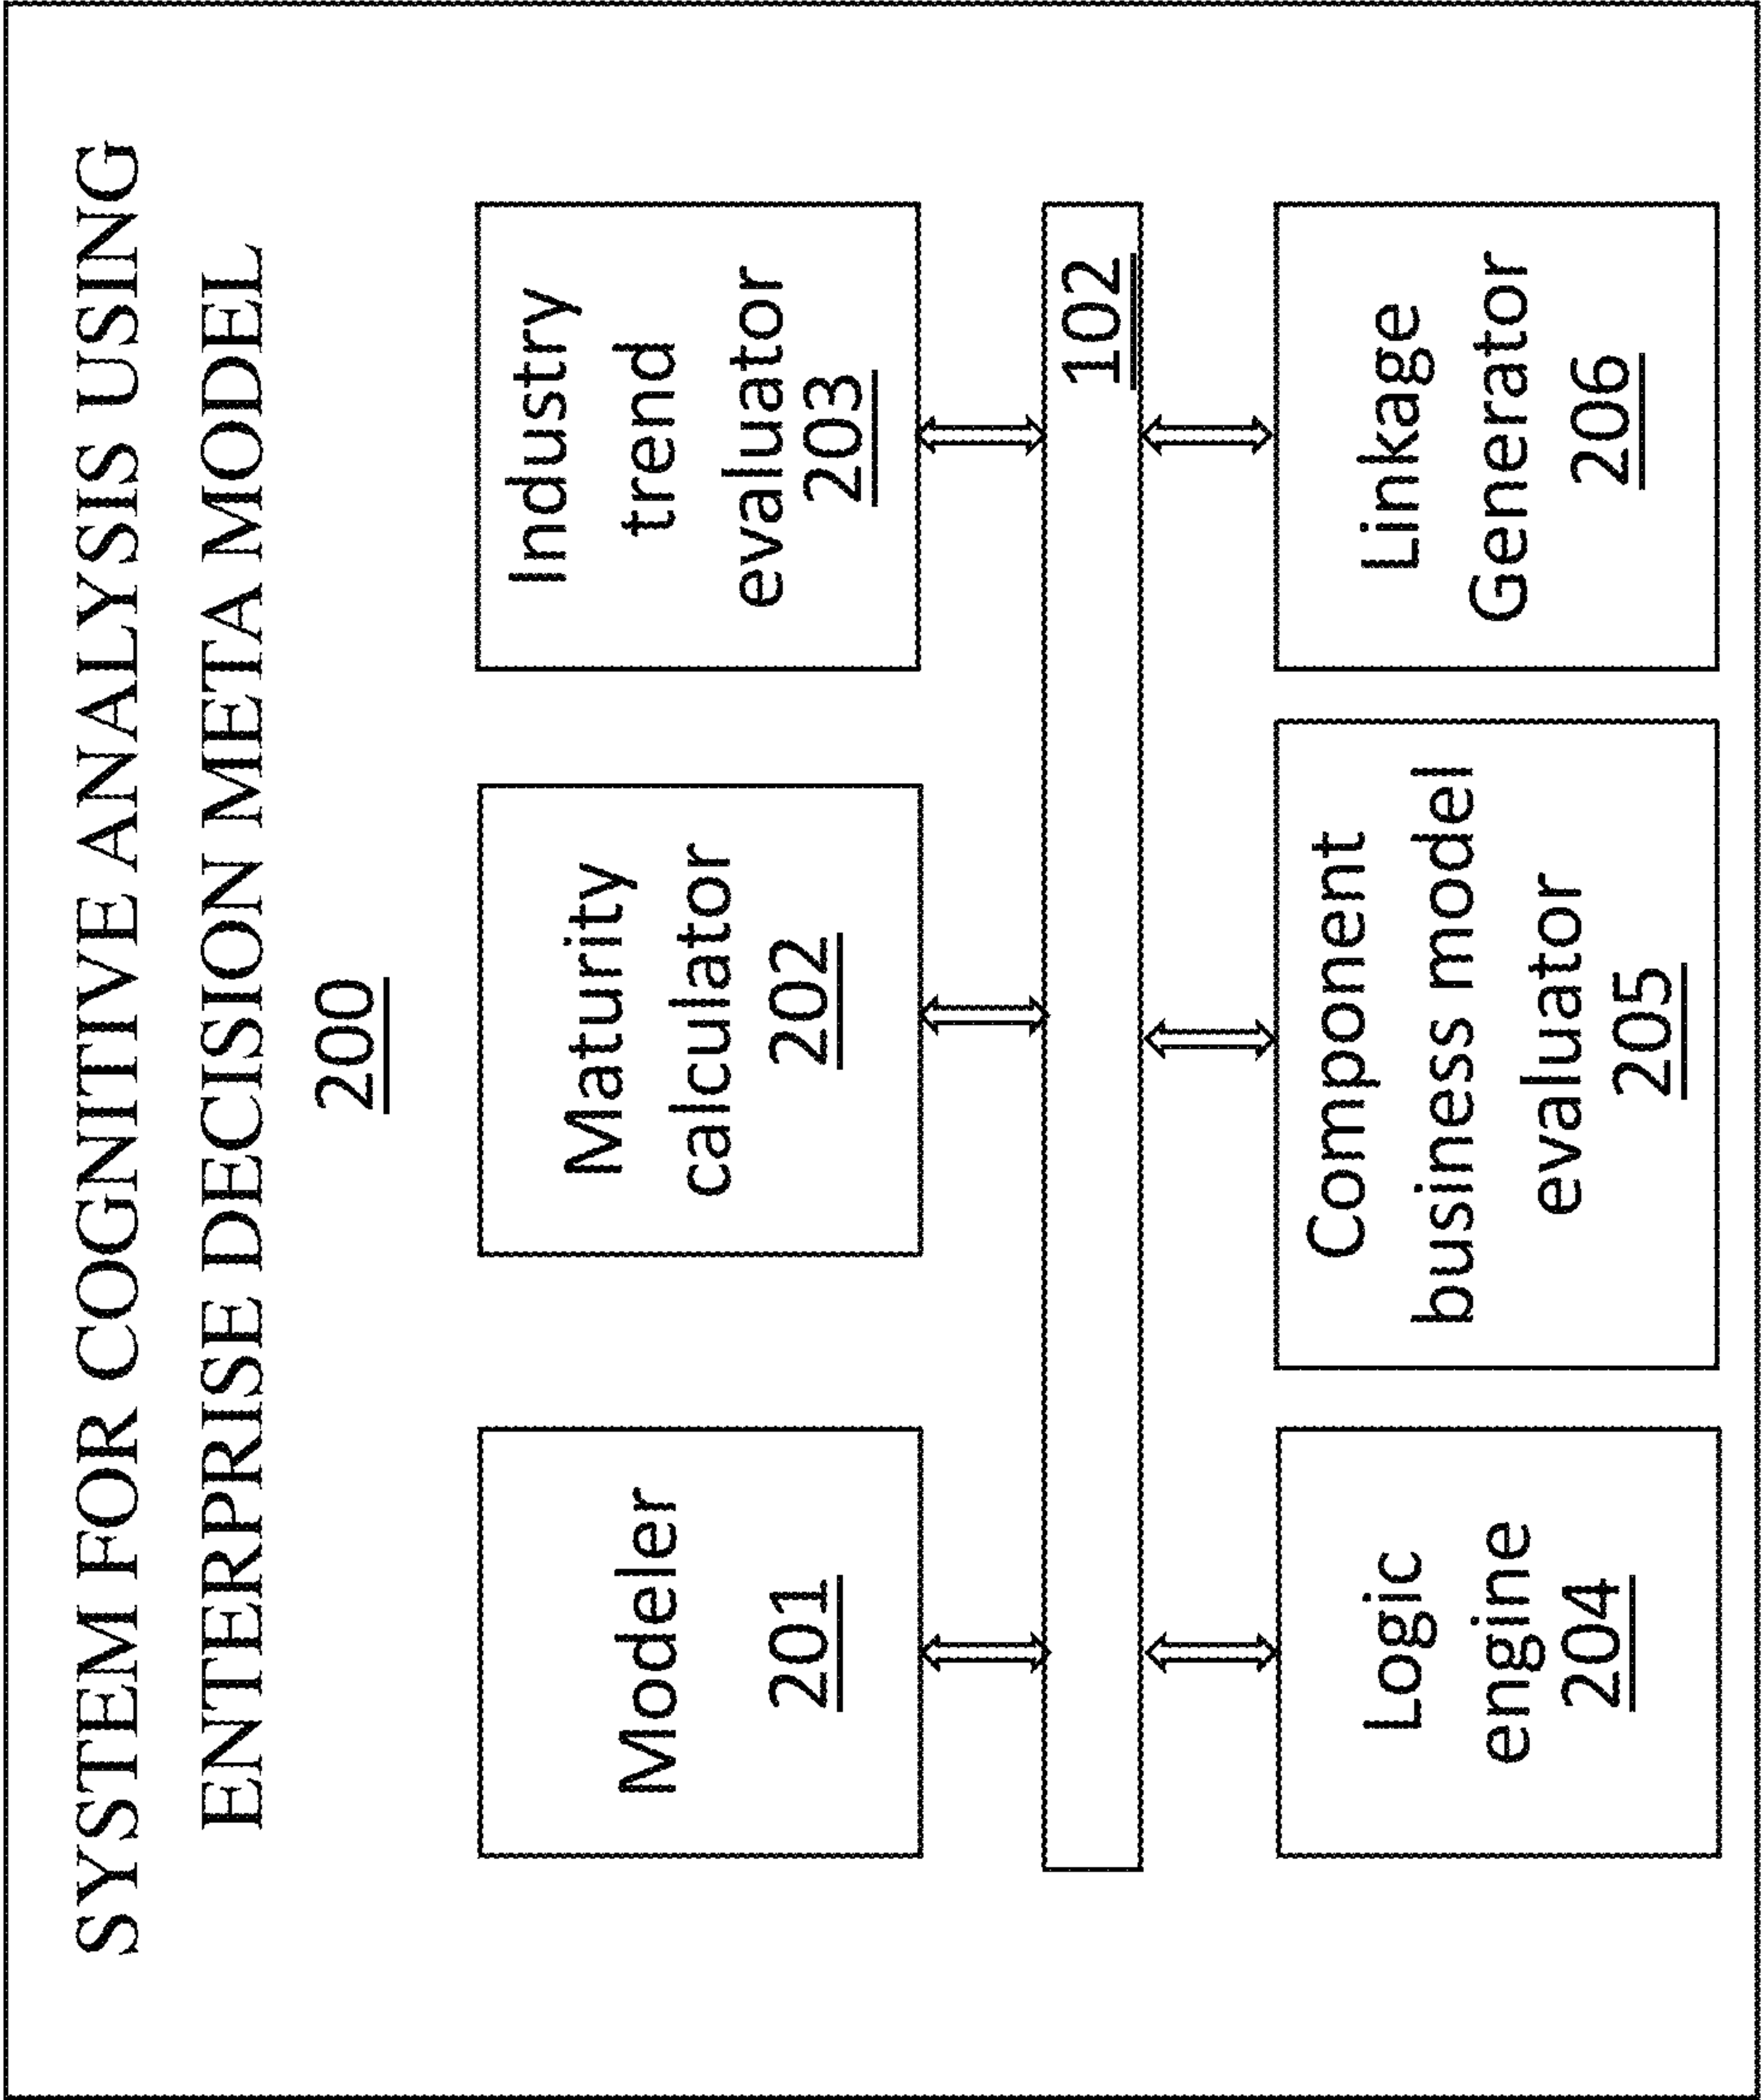 SYSTEM FOR COGNITIVE ANALYSIS USING
ENTERPRISE DECISION META MODEL
200
Modeler
201
Maturity
calculator
202
Industry
trend
evaluator
203
102
Logic
engine
204
Component
business model
evaluator
205
Linkage
Generator
206